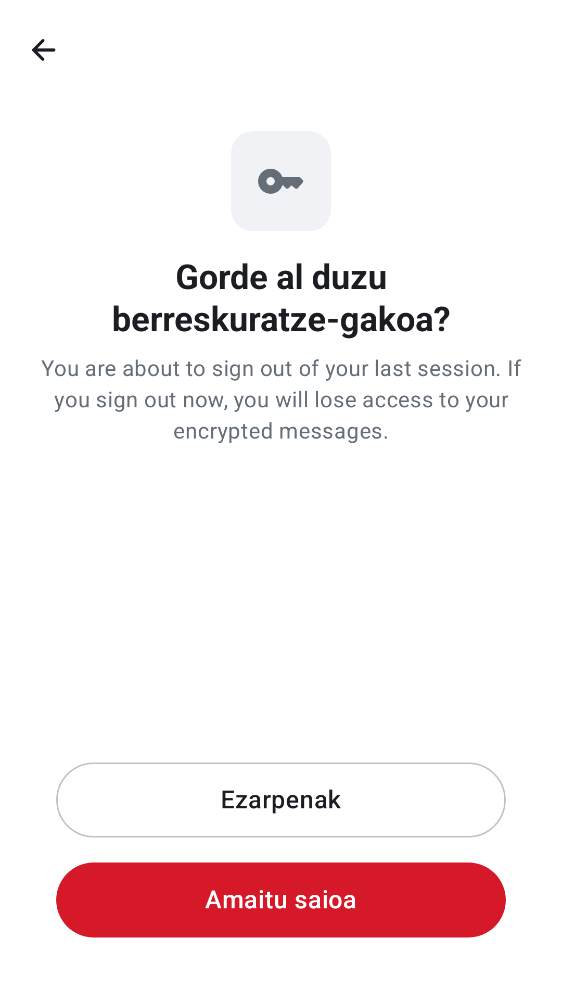 Gorde al duzu
berreskuratze-gakoa?
You are about to sign out of your last session. If
you sign out now, you will lose access to your
encrypted messages.
Ezarpenak
Amaitu saioa